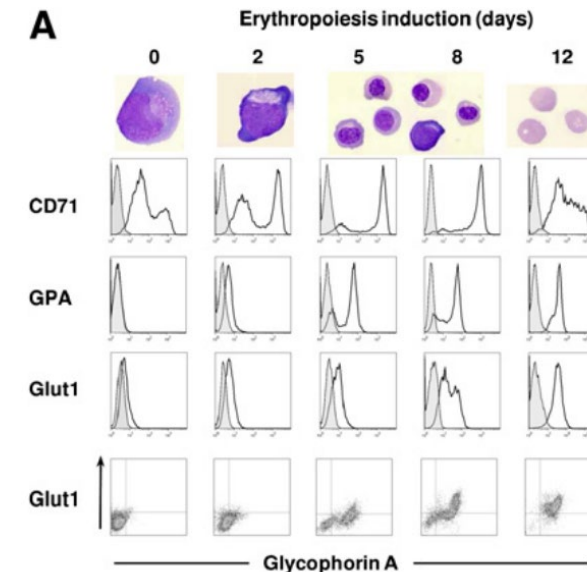 A
Erythropoiesis induction (days)
0 2 5 8 12
CD71
GPA
Glut1
Glut1
Glycophorin A